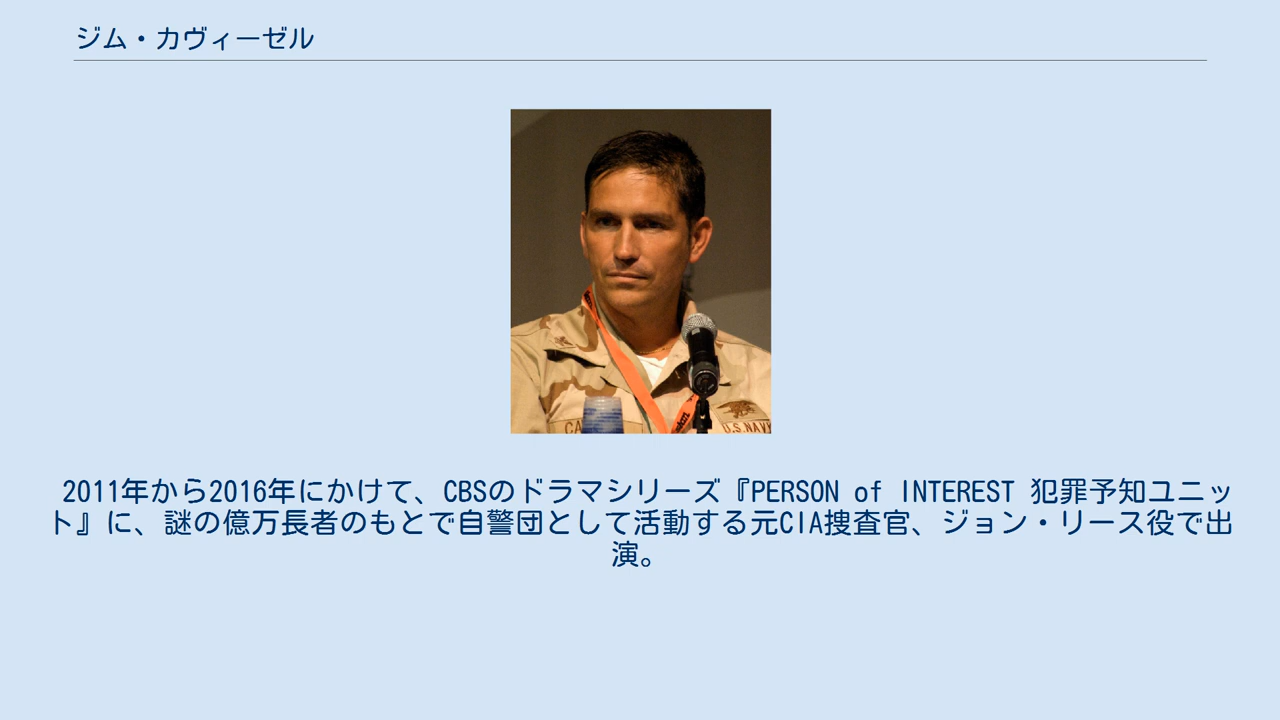 ジム・カヴィーゼル
CA
U.S.NAVY
2011年から2016年にかけて、CBSのドラマシリーズ『PERSON of INTEREST 犯罪予知ユニッ
ト』に、謎の億万長者のもとで自警団として活動する元CIA捜査官、ジョン・リース役で出
演。